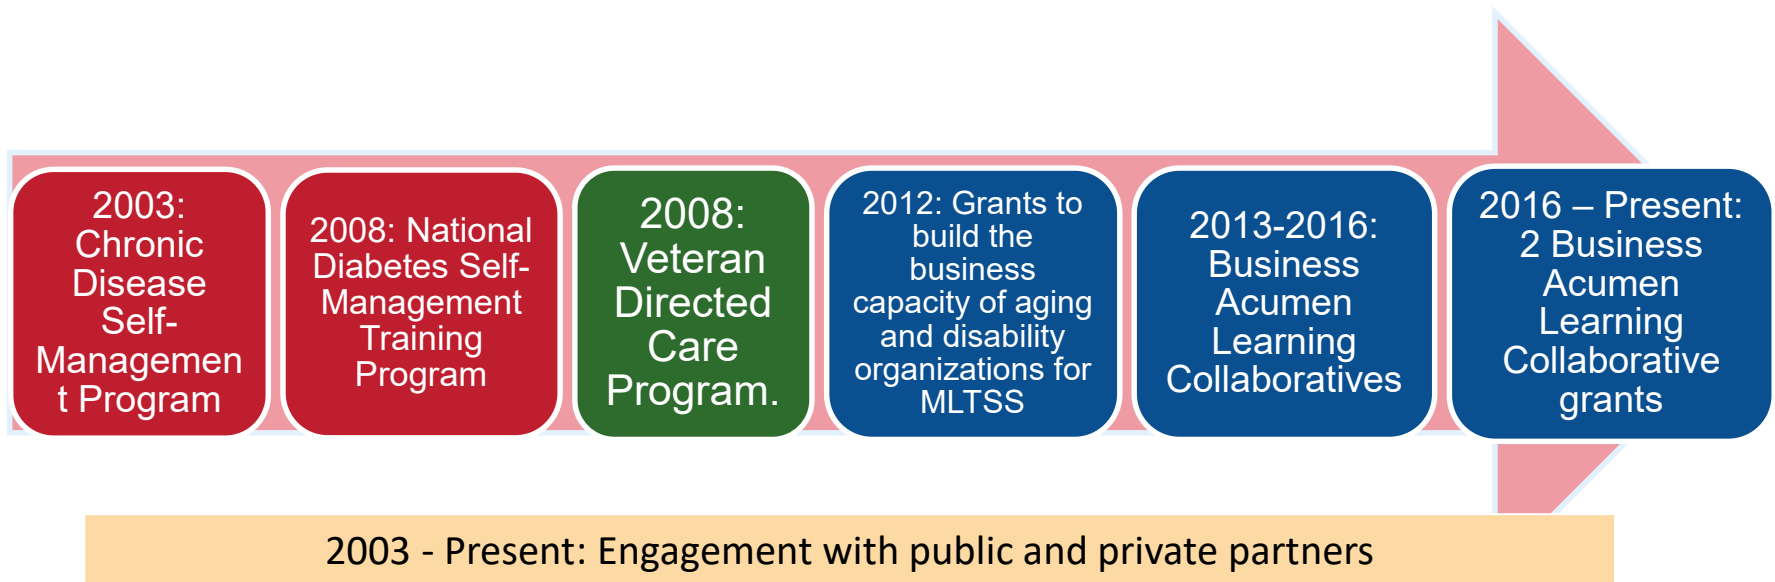 2003:
Chronic
Disease
Self-
Managemen
t Program
2008: National
Diabetes Self-
Management
Training
Program
2008:
Veteran
Directed
Care
Program.
2012: Grants to
build the
business
capacity of aging
and disability
organizations for
MLTSS
2013-2016:
Business
Acumen
Learning
Collaboratives
2016 – Present:
2 Business
Acumen
Learning
Collaborative
grants
2003 - Present: Engagement with public and private partners